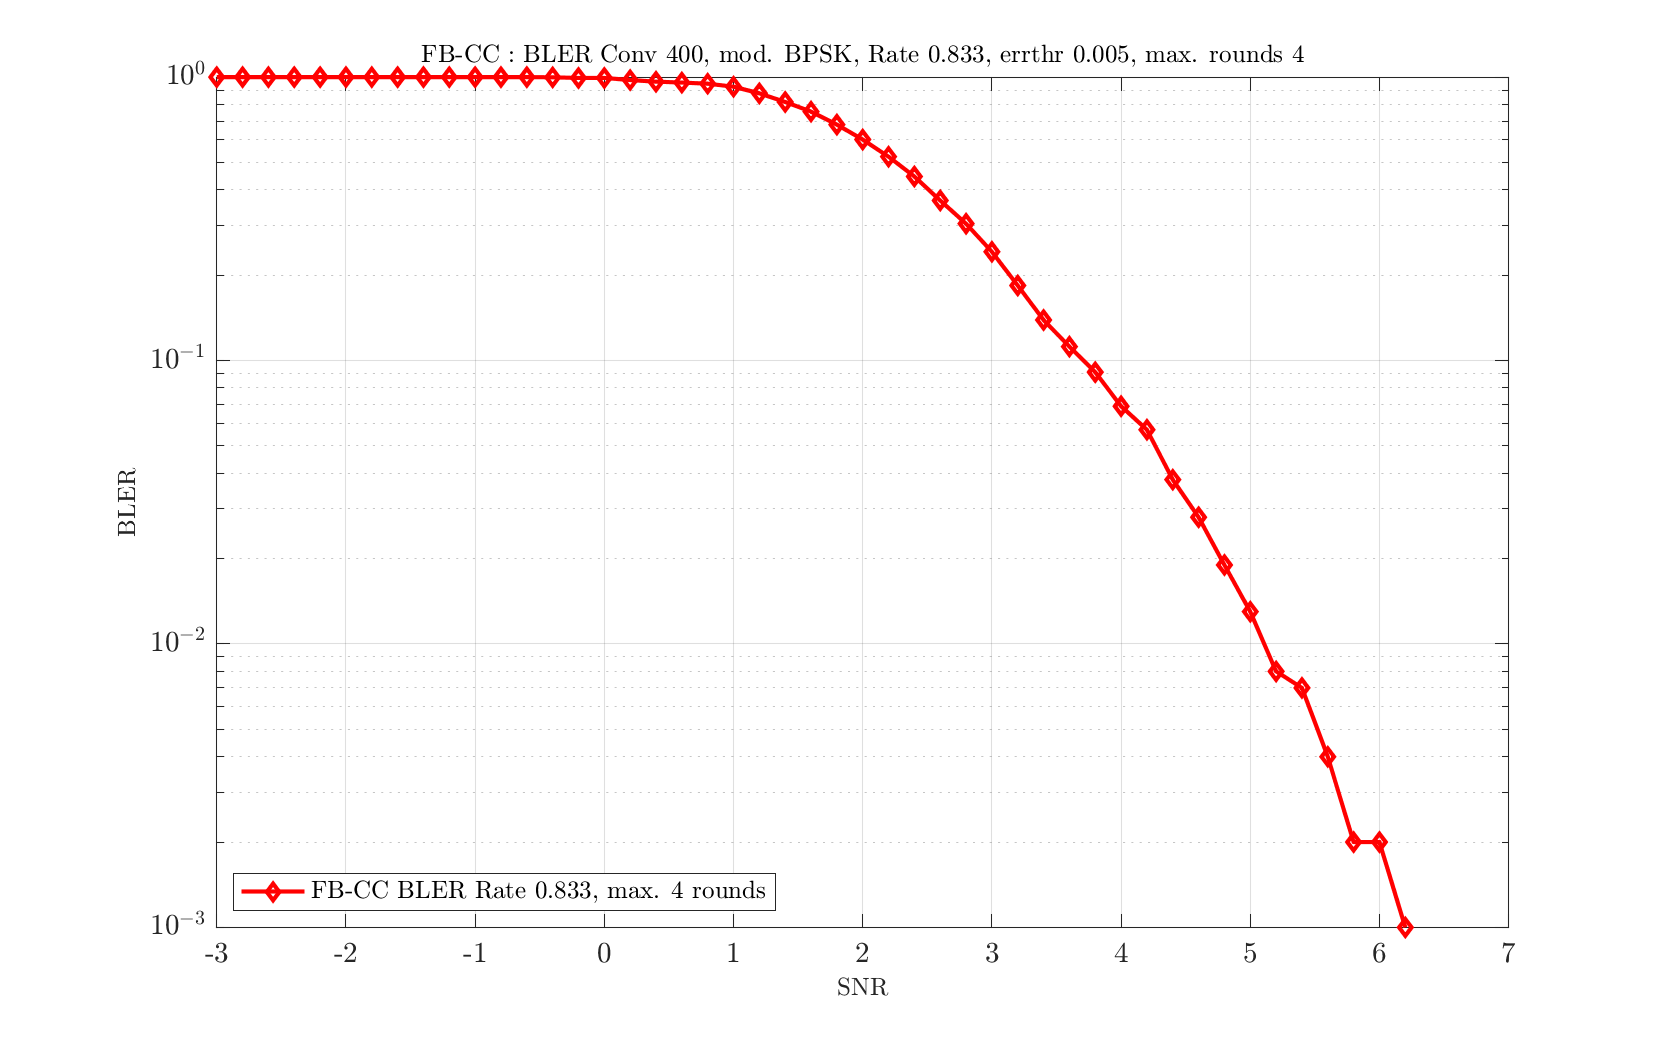 FB-CC : BLER Conv 400, mod. BPSK, Rate 0.833, errthr 0.005, max. rounds 4
10^0
10^-1
10^-2
10^-3
BLER
FB-CC BLER Rate 0.833, max. 4 rounds
-3 -2 -1 0 1 2 3 4 5 6 7
SNR